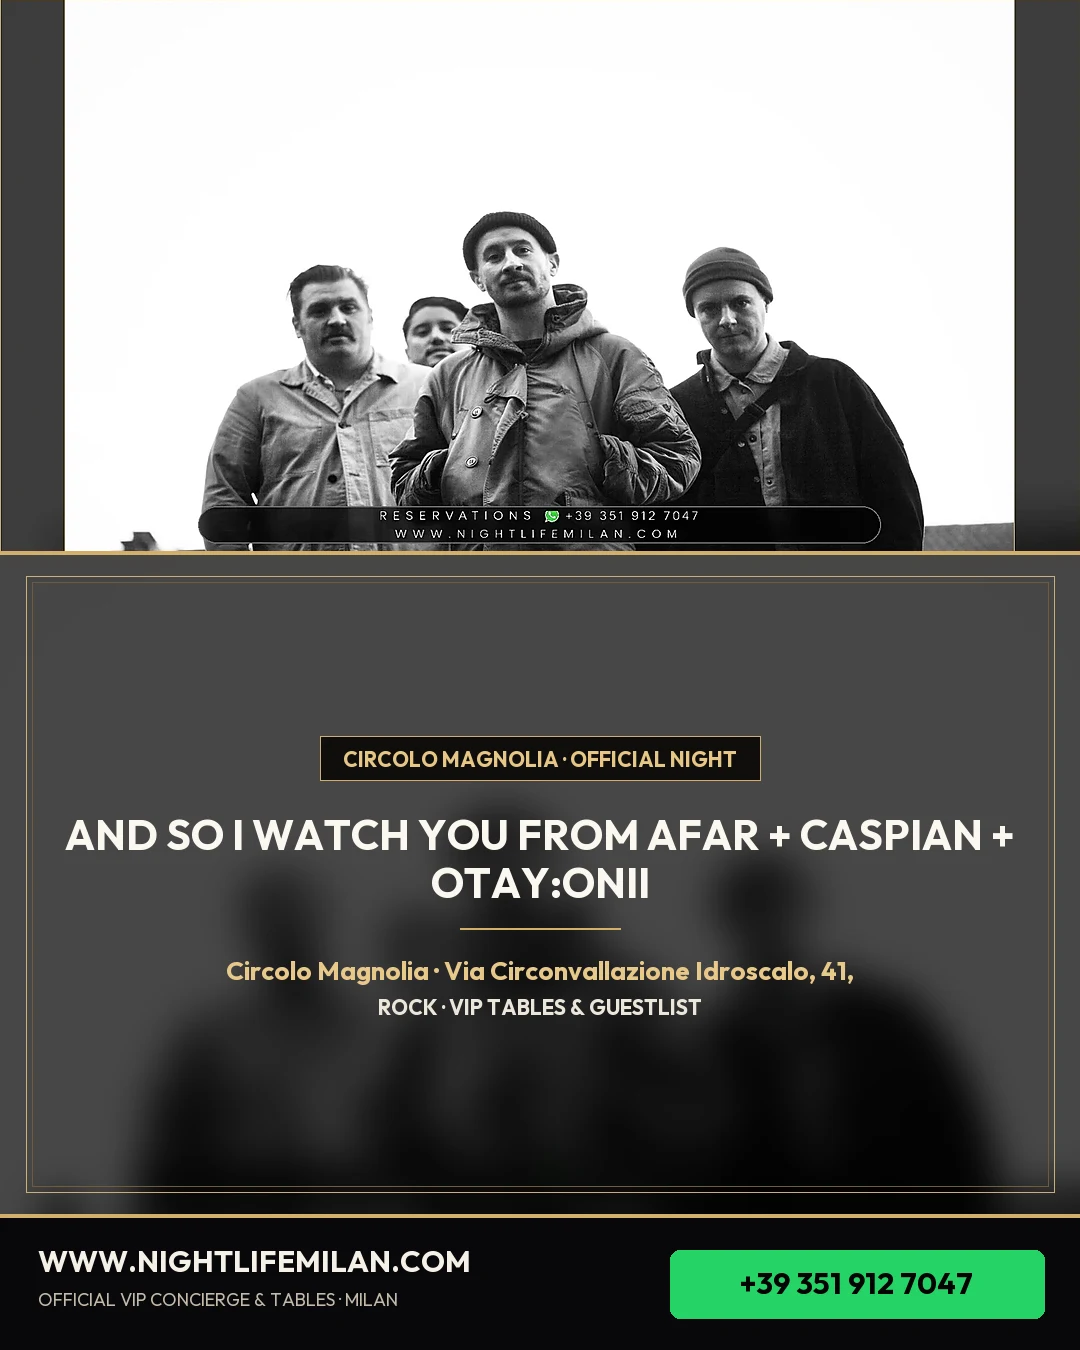 RESERVATIONS +39 351 912 7047
WWW.NIGHTLIFEMILAN.COM
CIRCOLO MAGNOLIA · OFFICIAL NIGHT
AND SO I WATCH YOU FROM AFAR + CASPIAN +
OTAY:ONII
Circolo Magnolia · Via Circonvallazione Idroscalo, 41,
ROCK · VIP TABLES & GUESTLIST
WWW.NIGHTLIFEMILAN.COM
+39 351 912 7047
OFFICIAL VIP CONCIERGE & TABLES · MILAN